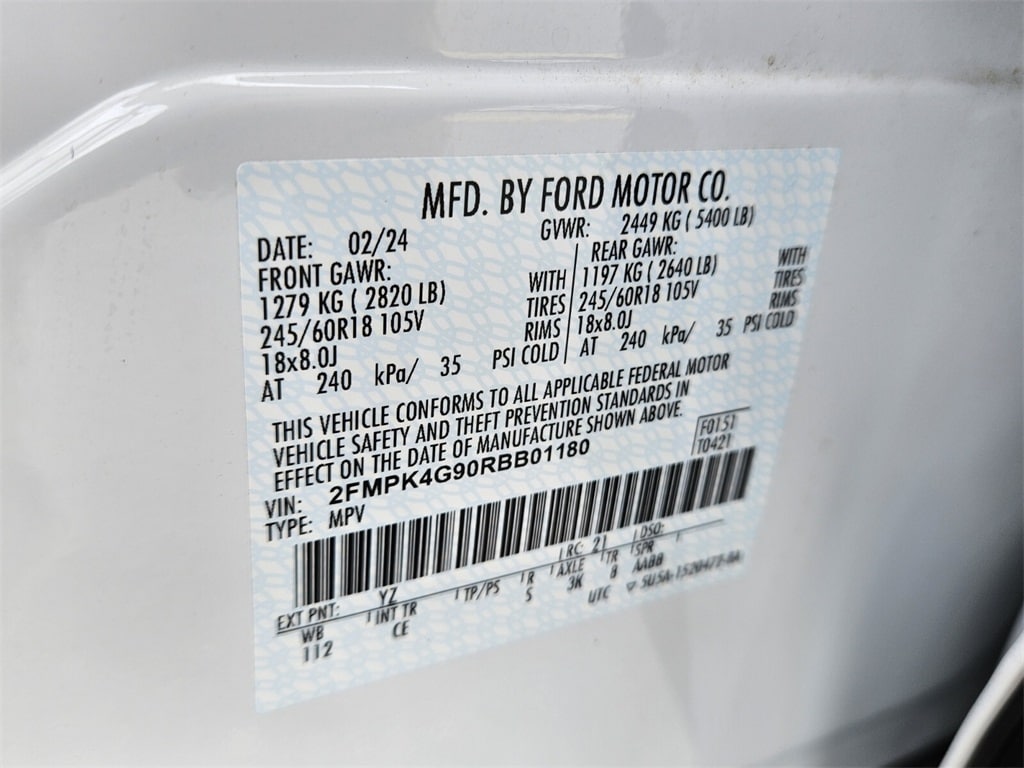 MFD. BY FORD MOTOR CO.
DATE: 02/24 GVWR: 2449 KG ( 5400 LB)
FRONT GAWR: REAR GAWR:
1279 KG ( 2820 LB) WITH 1197 KG ( 2640 LB) WITH
245/60R18 105V TIRES 245/60R18 105V TIRES
18x8.0J RIMS 18x8.0J RIMS
AT 240 kPa/ 35 PSI COLD AT 240 kPa/ 35 PSI COLD
THIS VEHICLE CONFORMS TO ALL APPLICABLE FEDERAL MOTOR
VEHICLE SAFETY AND THEFT PREVENTION STANDARDS IN
EFFECT ON THE DATE OF MANUFACTURE SHOWN ABOVE.
F0151
VIN: 2FMPK4G90RBB01180 T0421
TYPE: MPV
EXT PNT: YZ RC: 21 DSO:
WB INT TR TP/PS R AXLE TR SPR
112 CE S 3K 8 AABB
UTC